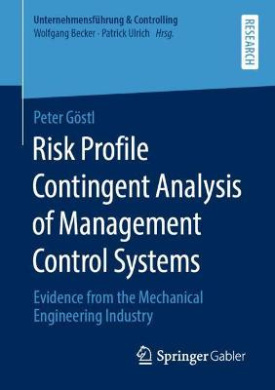 Unternehmensführung & Controlling
Wolfgang Becker · Patrick Ulrich Hrsg.
RESEARCH
Peter Göstl
Risk Profile
Contingent Analysis
of Management
Control Systems
Evidence from the Mechanical
Engineering Industry
Springer Gabler